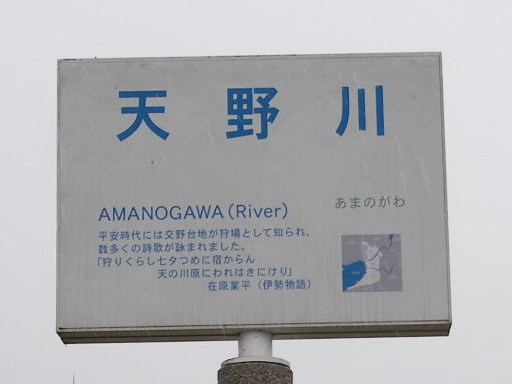 天野川
AMANOGAWA (River)
あまのがわ
平安時代には交野台地が狩場として知られ、
数多くの詩歌が詠まれました。
「狩りくらし七夕つめに宿からん
天の川原にわれはきにけり」
在原業平（伊勢物語）